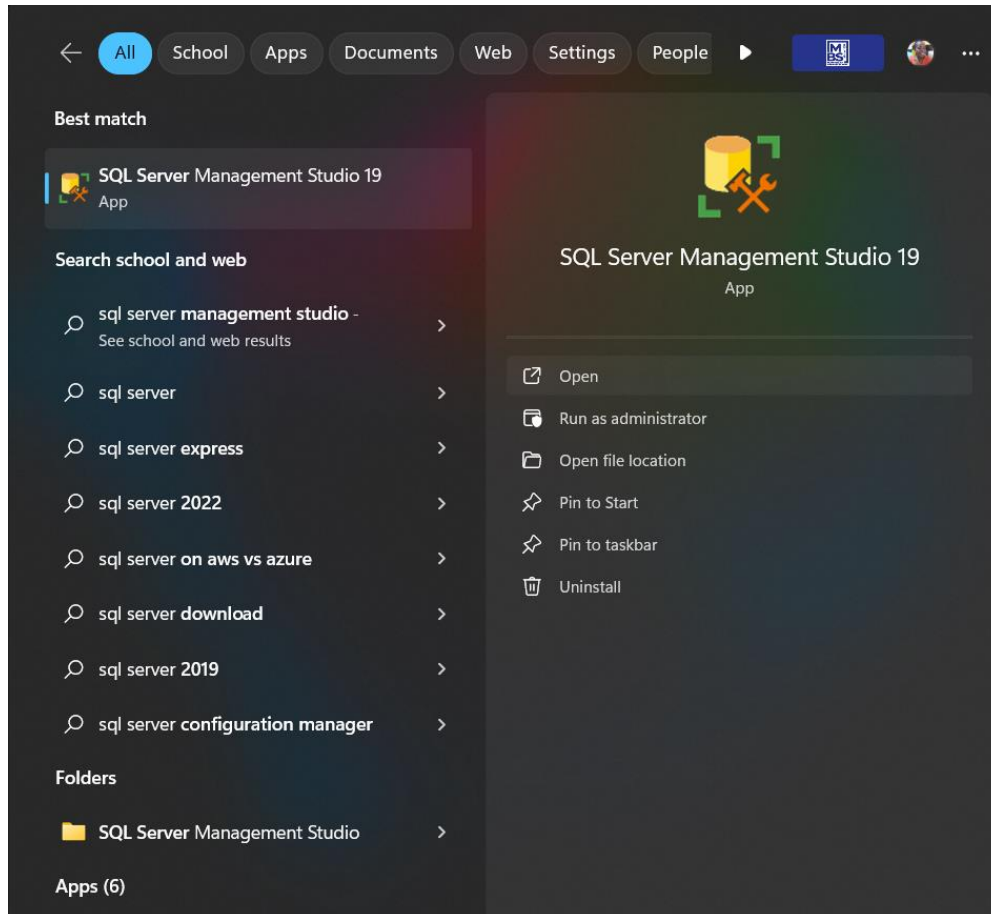 All School Apps Documents Web Settings People
Best match
SQL Server Management Studio 19
App
Search school and web
sql server management studio -
See school and web results
sql server
sql server express
sql server 2022
sql server on aws vs azure
sql server download
sql server 2019
sql server configuration manager
Folders
SQL Server Management Studio
Apps (6)
SQL Server Management Studio 19
App
Open
Run as administrator
Open file location
Pin to Start
Pin to taskbar
Uninstall